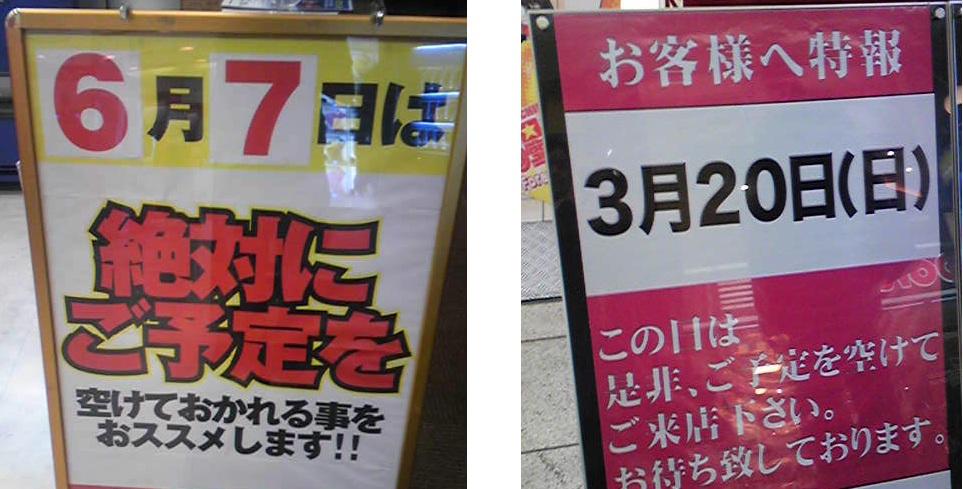 6月7日は
絶対に
ご予定を
空けておかれる事を
おススメします!!
お客様へ特報
3月20日(日)
この日は
是非、ご予定を空けて
ご来店下さい。
お待ち致しております。